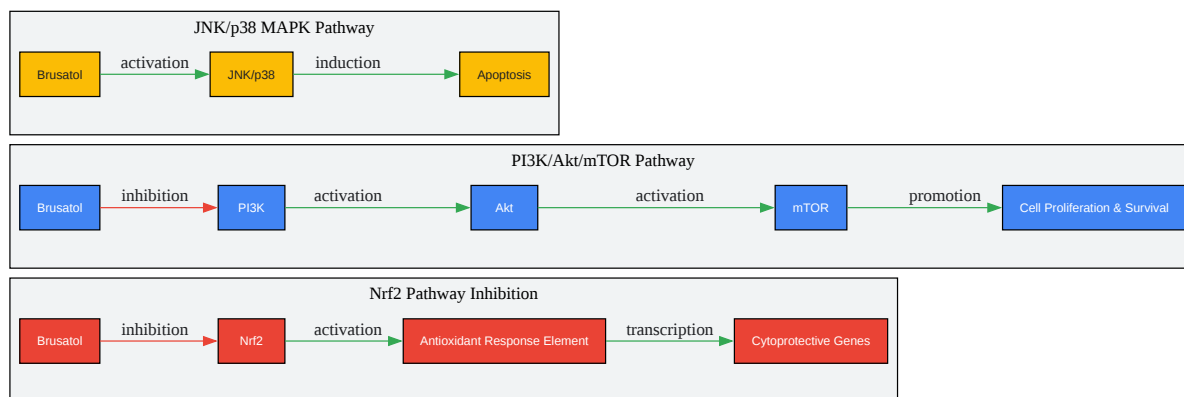 JNK/p38 MAPK Pathway
Brusatol
activation
JNK/p38
induction
Apoptosis
PI3K/Akt/mTOR Pathway
Brusatol
inhibition
PI3K
activation
Akt
activation
mTOR
promotion
Cell Proliferation & Survival
Nrf2 Pathway Inhibition
Brusatol
inhibition
Nrf2
activation
Antioxidant Response Element
transcription
Cytoprotective Genes